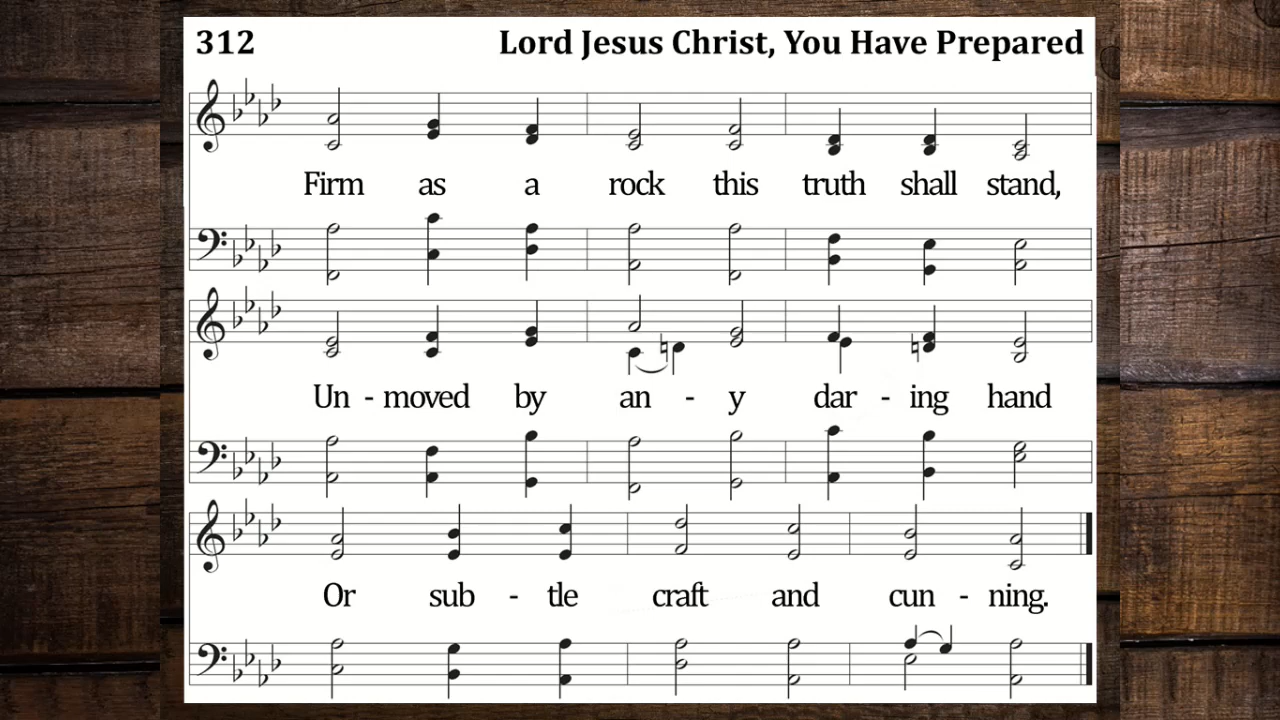 312 Lord Jesus Christ, You Have Prepared
Firm as a rock this truth shall stand,
Un - moved by an - y dar - ing hand
Or sub - tle craft and cun - ning.